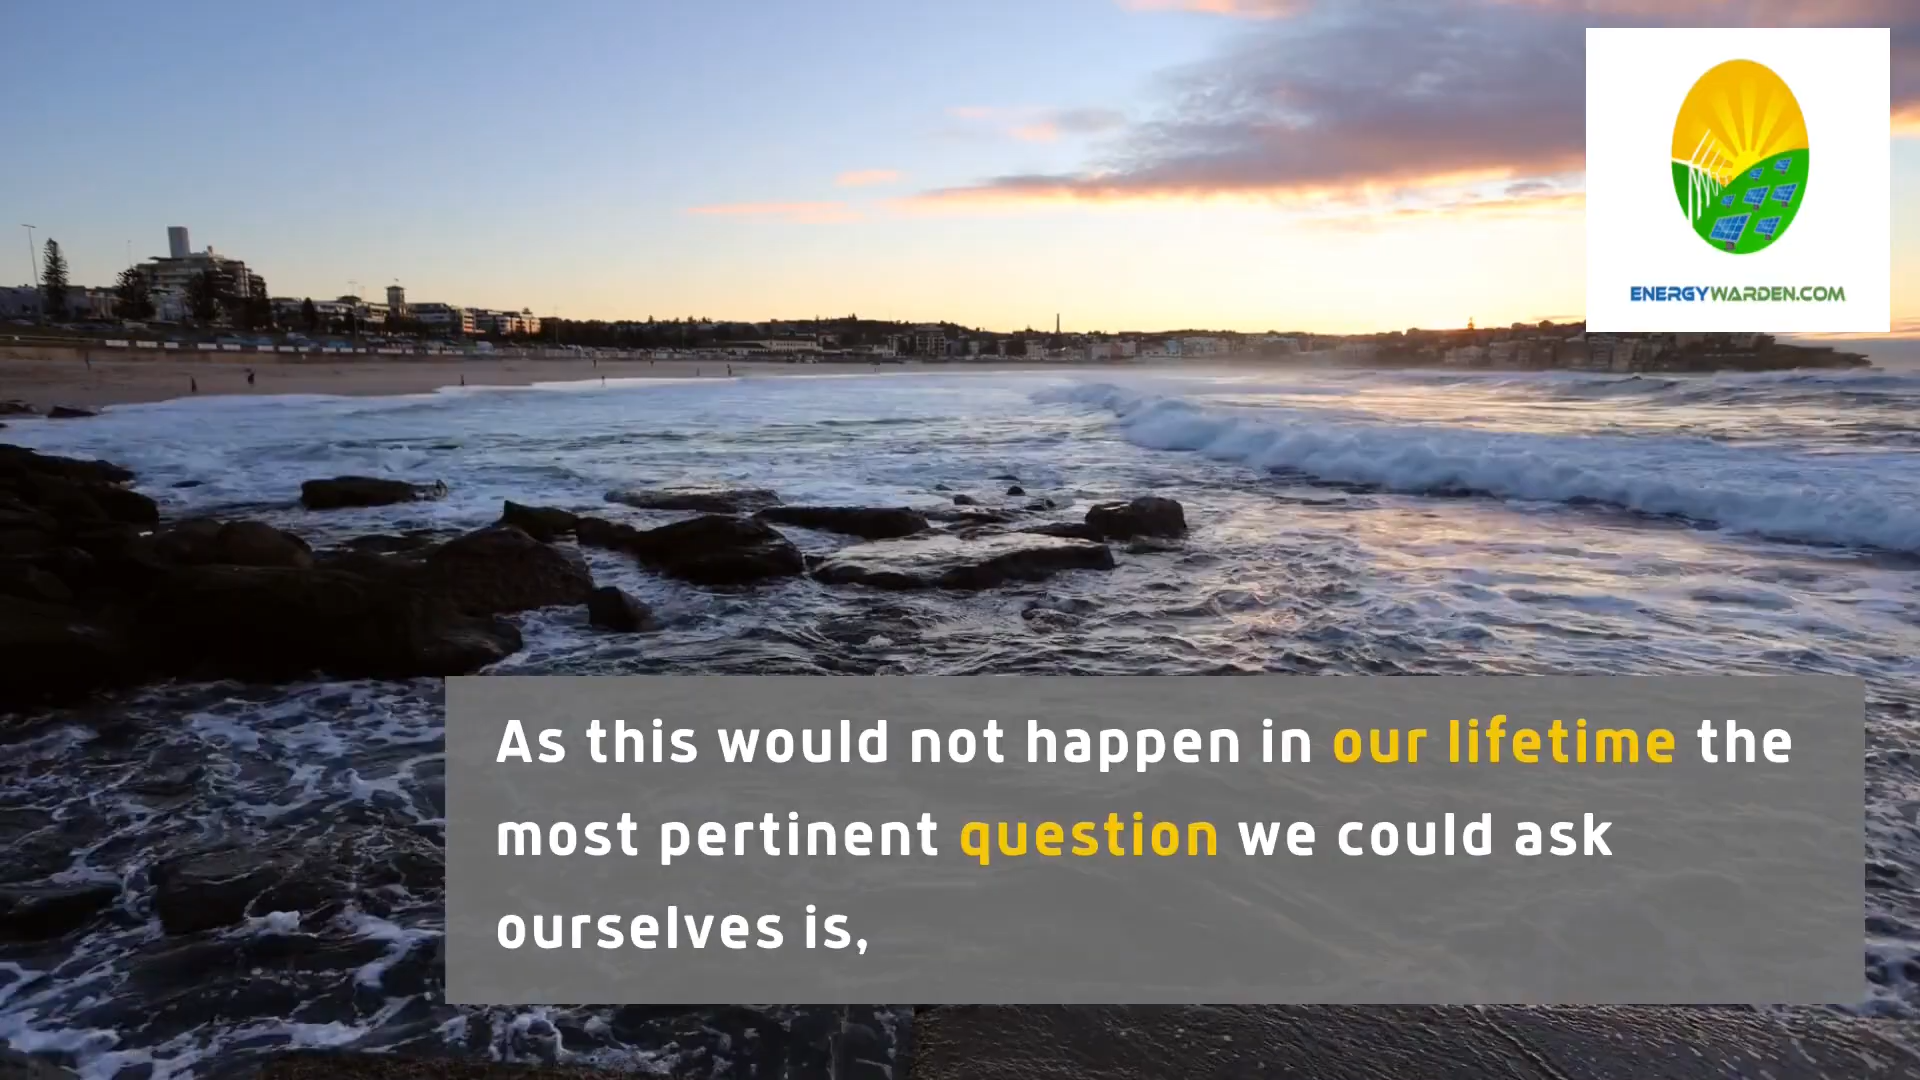 ENERGYWARDEN.COM
As this would not happen in our lifetime the
most pertinent question we could ask
ourselves is,